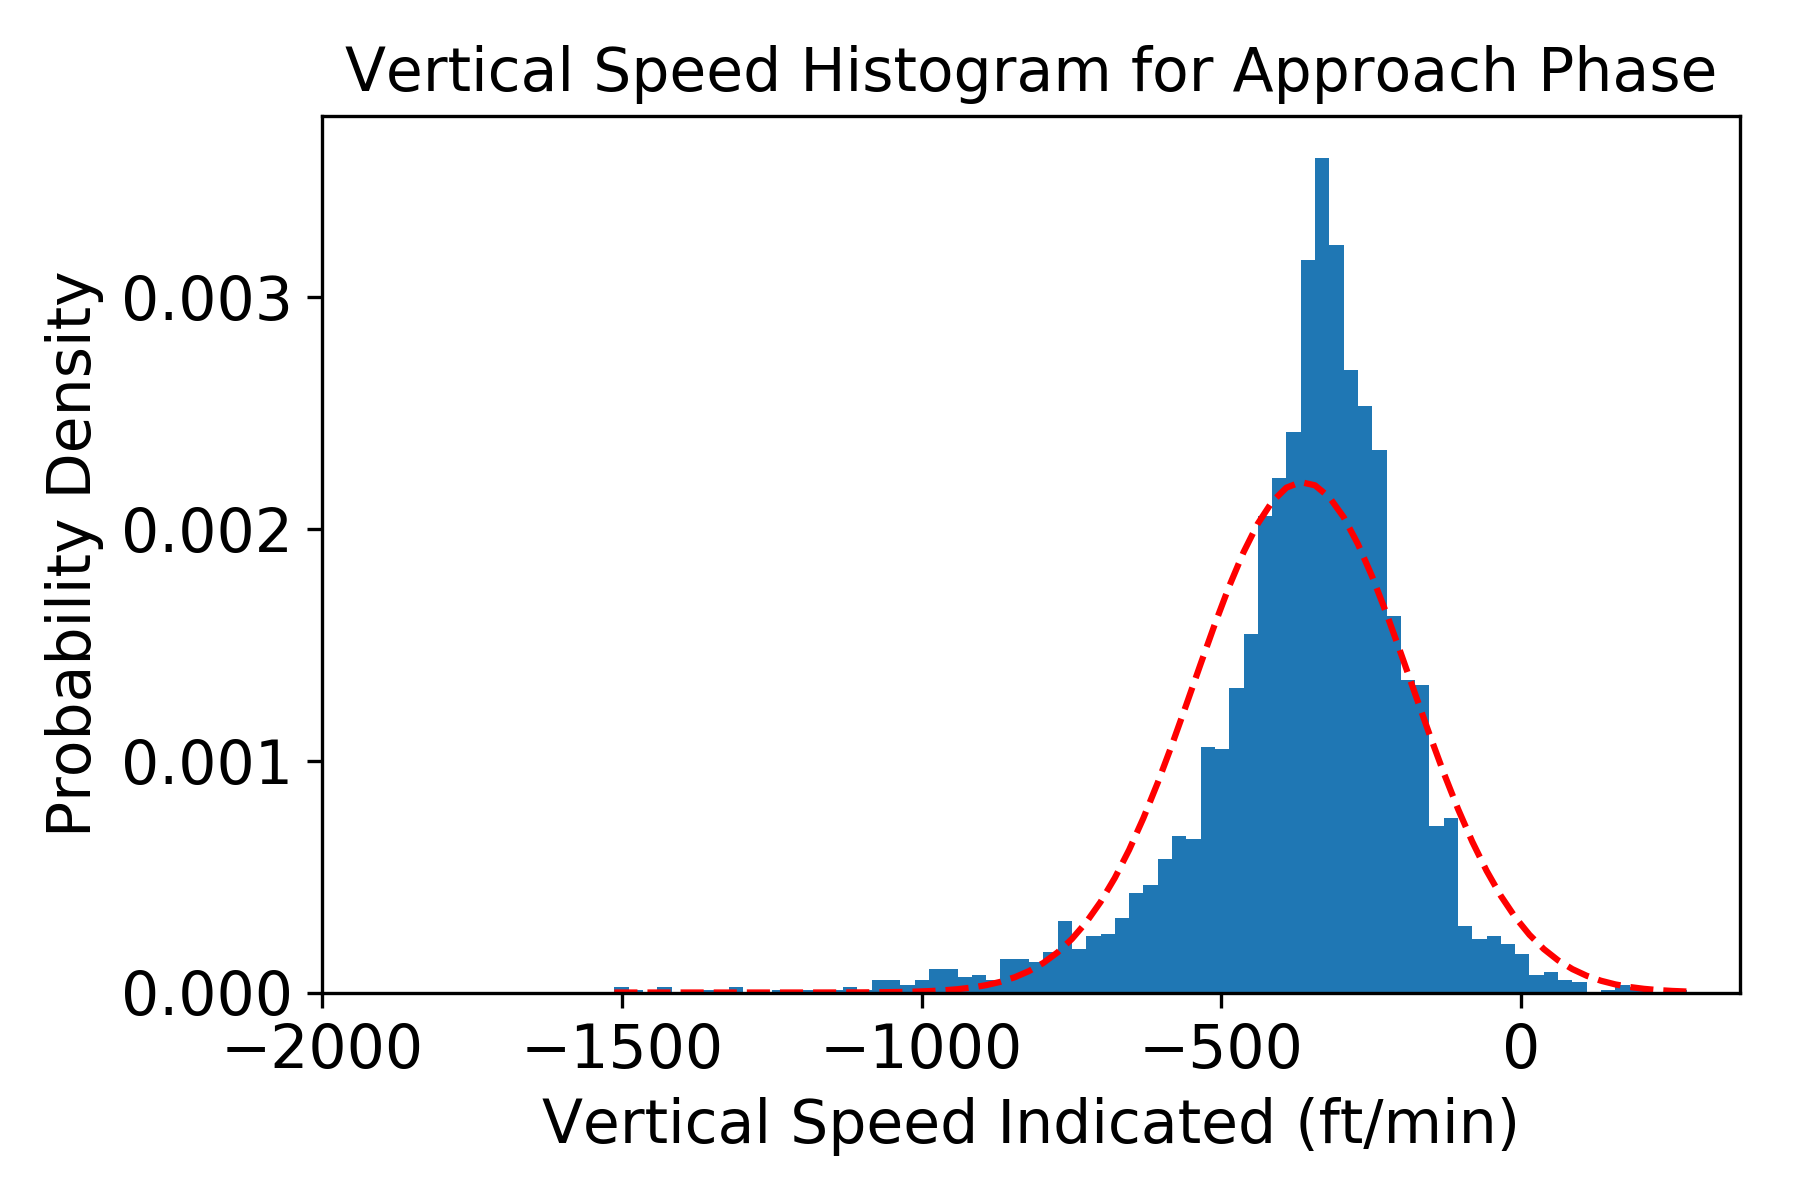 Vertical Speed Histogram for Approach Phase
Probability Density
0.003
0.002
0.001
0.000
−2000 −1500 −1000 −500 0
Vertical Speed Indicated (ft/min)